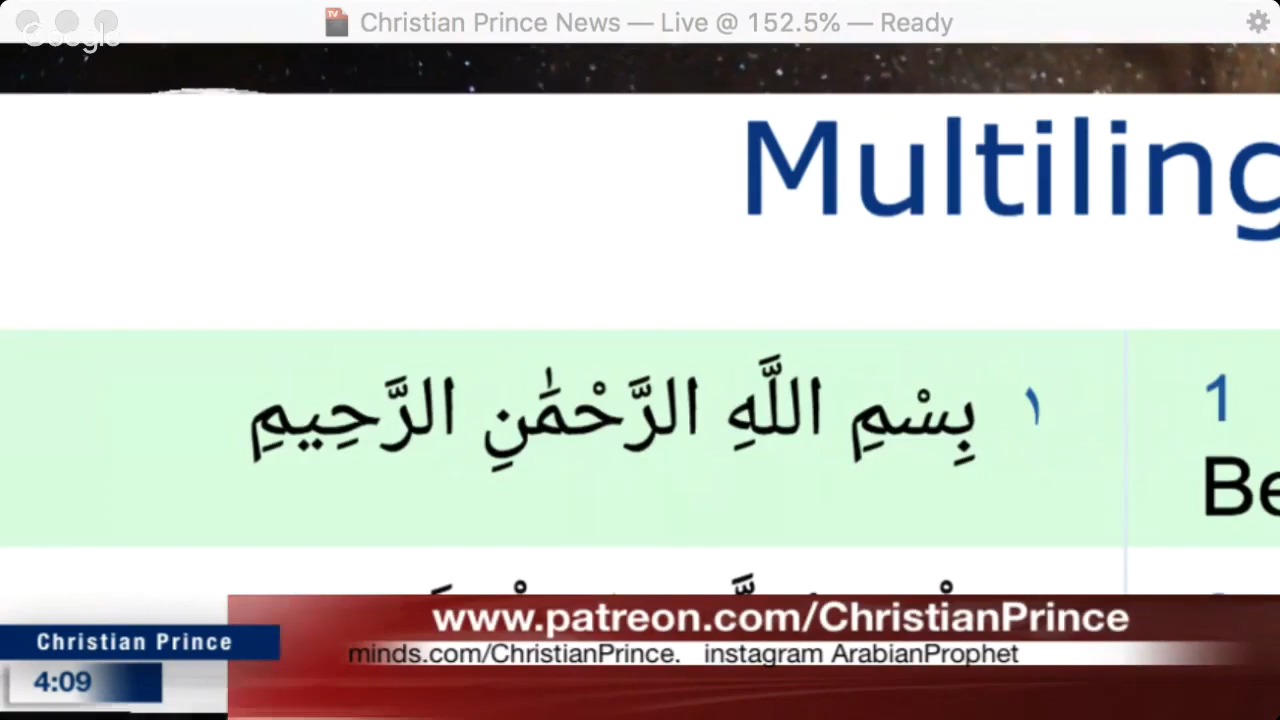 Christian Prince News — Live @ 152.5% — Ready
Google
Multiling
بِسْمِ اللَّهِ الرَّحْمَٰنِ الرَّحِيمِ ١
1
Be
www.patreon.com/ChristianPrince
Christian Prince
minds.com/ChristianPrince. instagram ArabianProphet
4:09